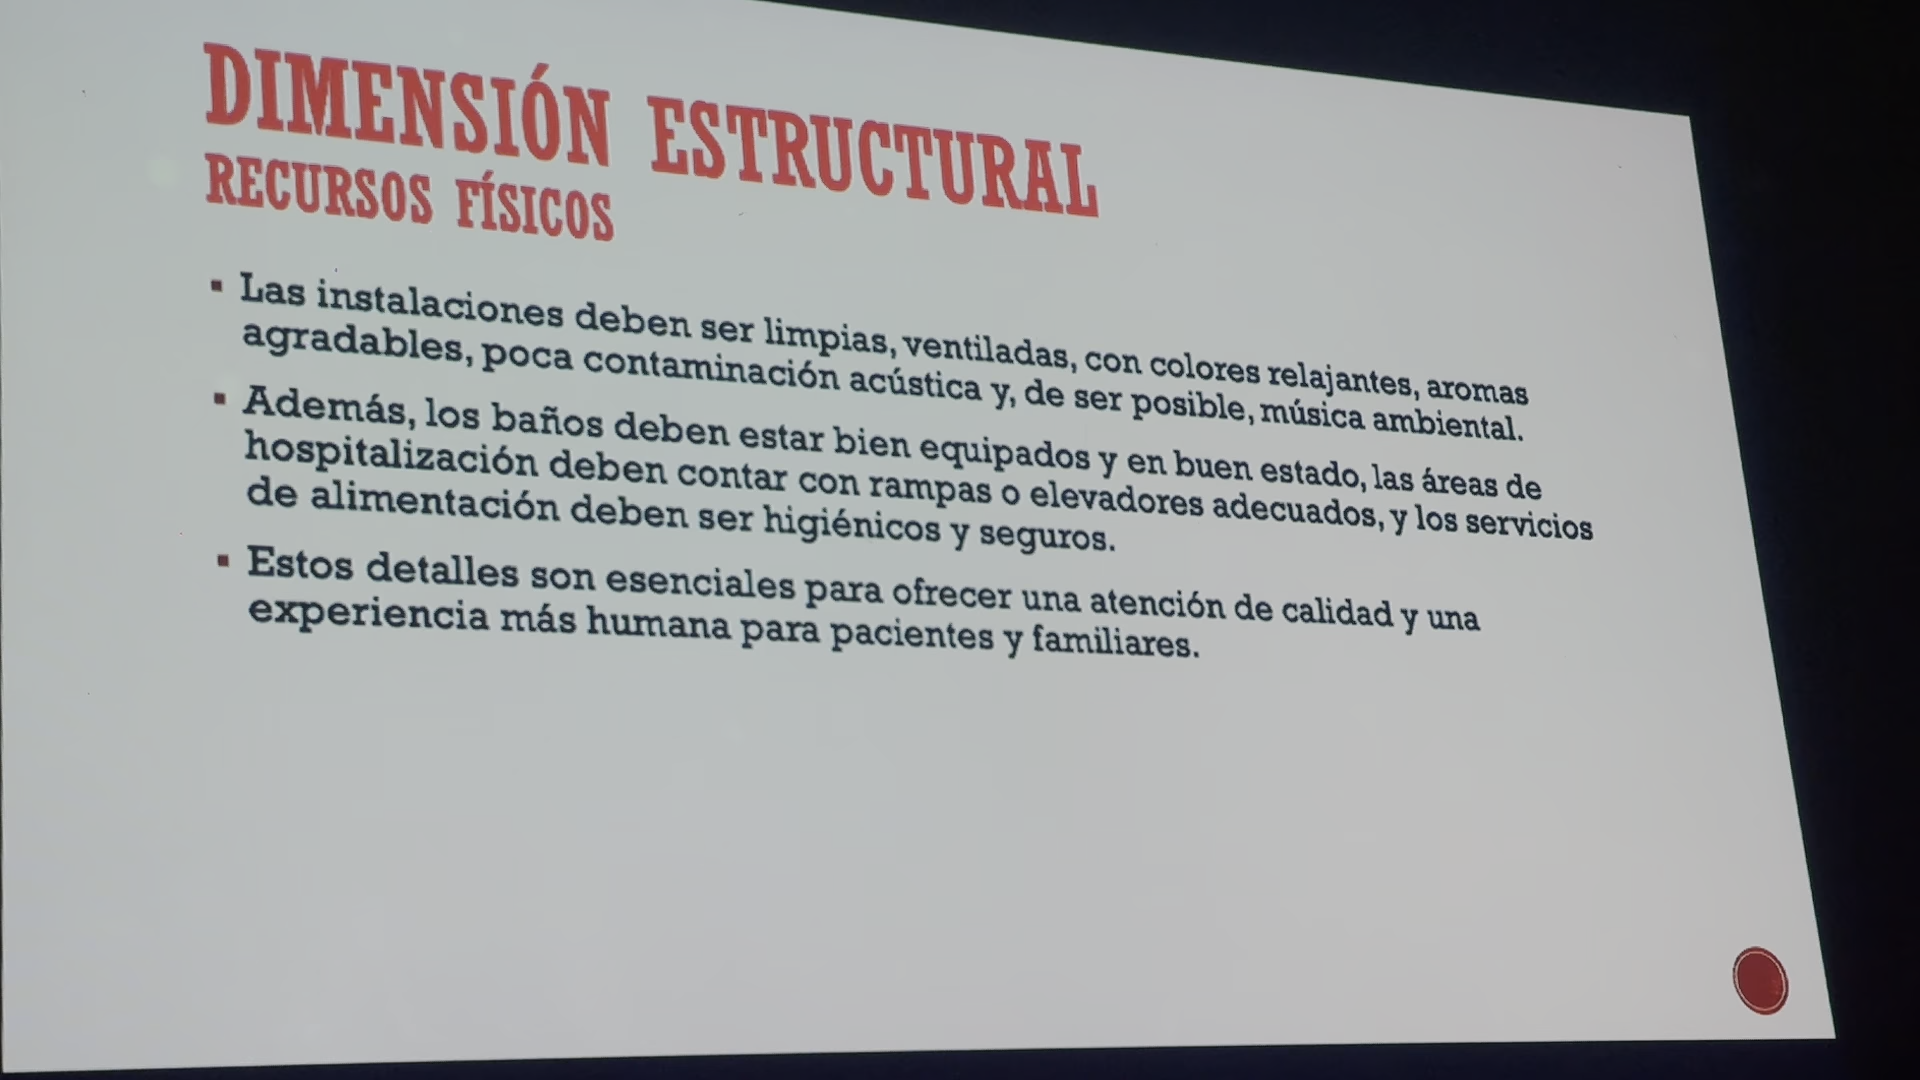 DIMENSIÓN ESTRUCTURAL
RECURSOS FÍSICOS
▪ Las instalaciones deben ser limpias, ventiladas, con colores relajantes, aromas
agradables, poca contaminación acústica y, de ser posible, música ambiental.
▪ Además, los baños deben estar bien equipados y en buen estado, las áreas de
hospitalización deben contar con rampas o elevadores adecuados, y los servicios
de alimentación deben ser higiénicos y seguros.
▪ Estos detalles son esenciales para ofrecer una atención de calidad y una
experiencia más humana para pacientes y familiares.